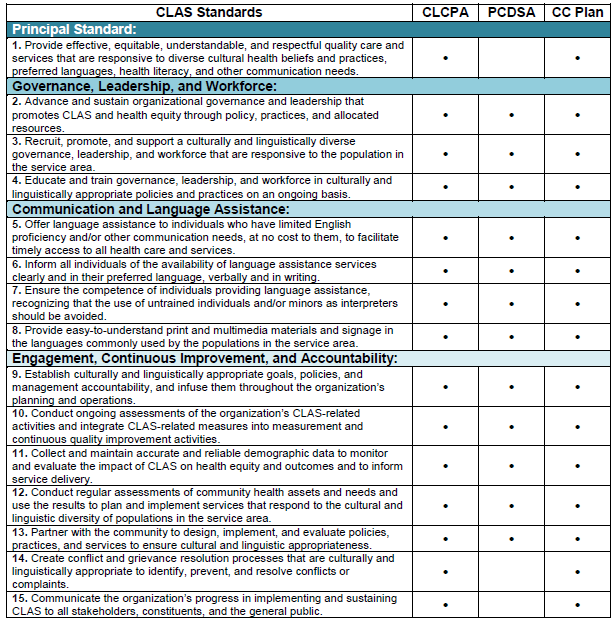 CLAS Standards CLCPA PCDSA CC Plan
Principal Standard:
1. Provide effective, equitable, understandable, and respectful quality care and
services that are responsive to diverse cultural health beliefs and practices,
preferred languages, health literacy, and other communication needs.
• •
Governance, Leadership, and Workforce:
2. Advance and sustain organizational governance and leadership that
promotes CLAS and health equity through policy, practices, and allocated
resources.
• • •
3. Recruit, promote, and support a culturally and linguistically diverse
governance, leadership, and workforce that are responsive to the population in
the service area.
• • •
4. Educate and train governance, leadership, and workforce in culturally and
linguistically appropriate policies and practices on an ongoing basis.
• • •
Communication and Language Assistance:
5. Offer language assistance to individuals who have limited English
proficiency and/or other communication needs, at no cost to them, to facilitate
timely access to all health care and services.
• • •
6. Inform all individuals of the availability of language assistance services
clearly and in their preferred language, verbally and in writing.
• • •
7. Ensure the competence of individuals providing language assistance,
recognizing that the use of untrained individuals and/or minors as interpreters
should be avoided.
• • •
8. Provide easy-to-understand print and multimedia materials and signage in
the languages commonly used by the populations in the service area.
• • •
Engagement, Continuous Improvement, and Accountability:
9. Establish culturally and linguistically appropriate goals, policies, and
management accountability, and infuse them throughout the organization's
planning and operations.
• • •
10. Conduct ongoing assessments of the organization's CLAS-related
activities and integrate CLAS-related measures into measurement and
continuous quality improvement activities.
• • •
11. Collect and maintain accurate and reliable demographic data to monitor
and evaluate the impact of CLAS on health equity and outcomes and to inform
service delivery.
• • •
12. Conduct regular assessments of community health assets and needs and
use the results to plan and implement services that respond to the cultural and
linguistic diversity of populations in the service area.
• • •
13. Partner with the community to design, implement, and evaluate policies,
practices, and services to ensure cultural and linguistic appropriateness.
• • •
14. Create conflict and grievance resolution processes that are culturally and
linguistically appropriate to identify, prevent, and resolve conflicts or
complaints.
• •
15. Communicate the organization's progress in implementing and sustaining
CLAS to all stakeholders, constituents, and the general public.
• •